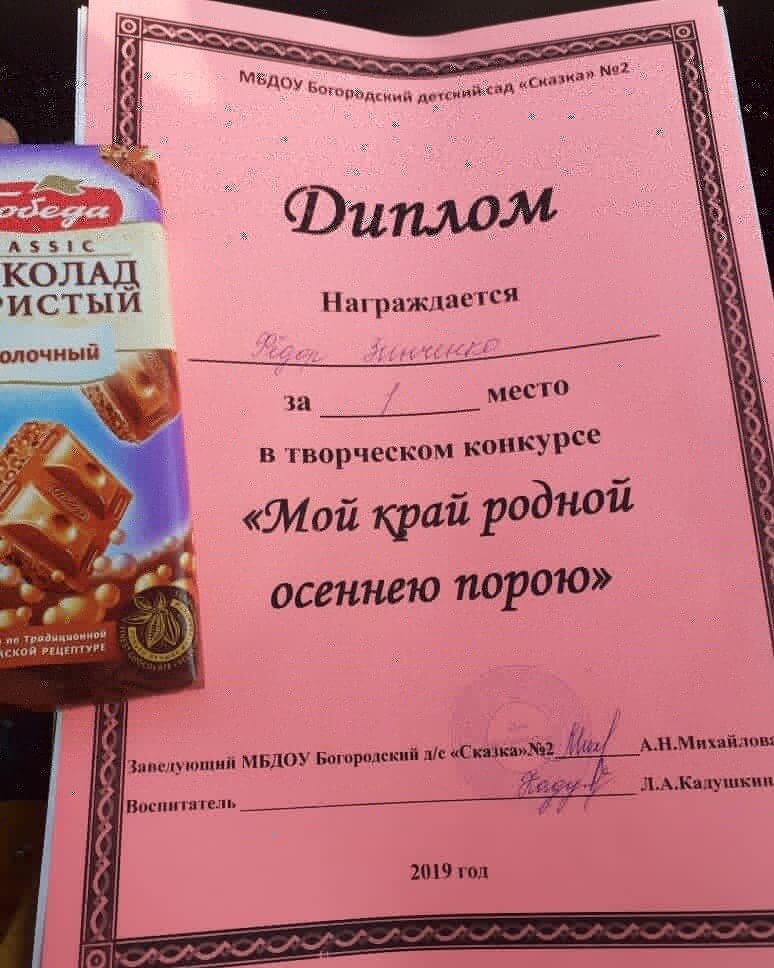 МБДОУ Богородский детский сад «Сказка» №2
Диплом
Награждается
Фёдор Зинченко
за 1 место
в творческом конкурсе
«Мой край родной
осеннею порою»
Заведующий МБДОУ Богородский д/с «Сказка»№2 А.Н.Михайлова
Воспитатель Л.А.Кадушкин
2019 год
Победа
ASSIC
КОЛАД
РИСТЫЙ
олочный
по Традиционной
СКОЙ РЕЦЕПТУРЕ